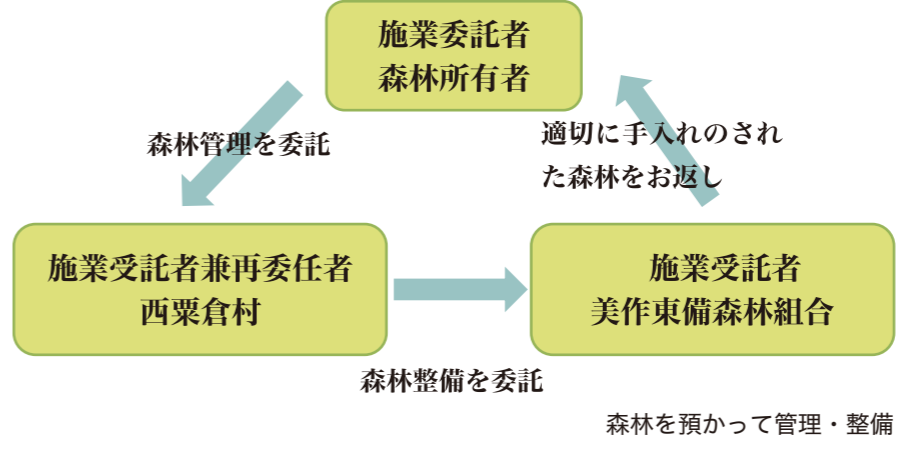 施業委託者
森林所有者
森林管理を委託
適切に手入れのされ
た森林をお返し
施業受託者兼再委任者
西粟倉村
施業受託者
美作東備森林組合
森林整備を委託
森林を預かって管理・整備